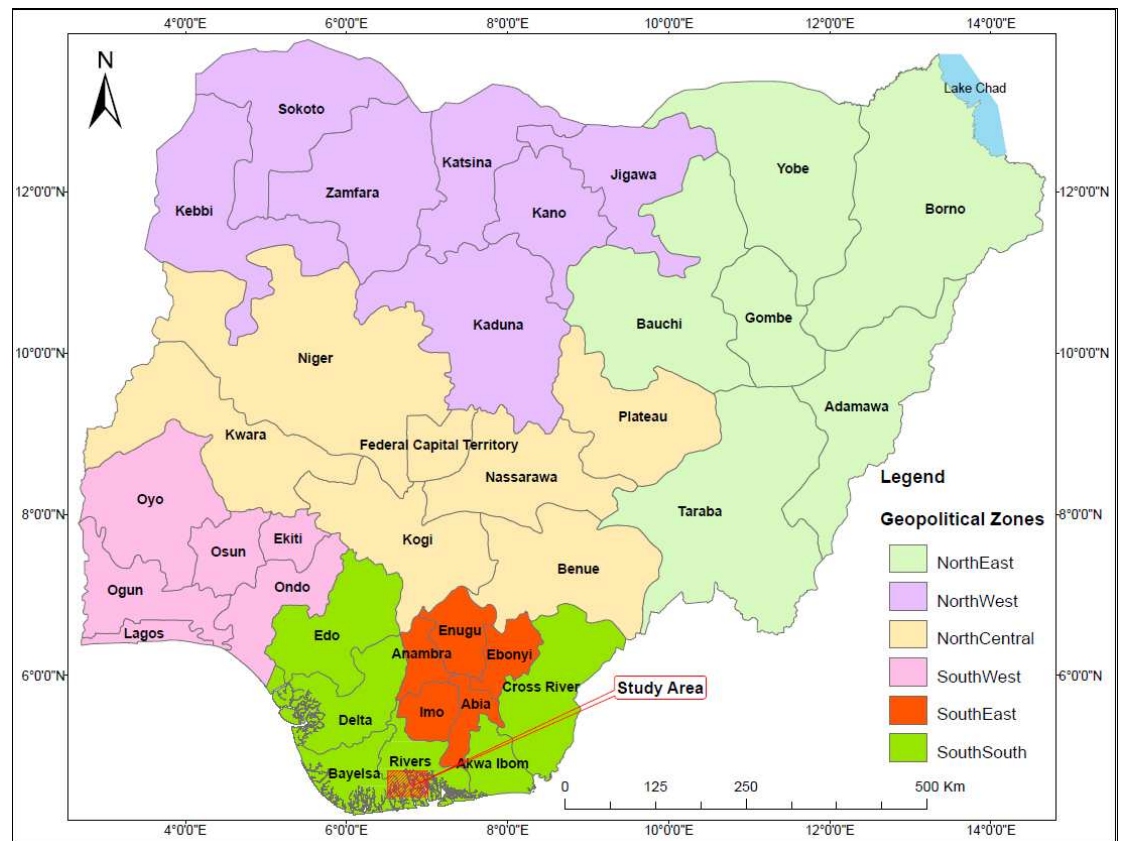 4°0'0"E 6°0'0"E 8°0'0"E 10°0'0"E 12°0'0"E 14°0'0"E
N
Lake Chad
Sokoto
Katsina
Jigawa
Yobe
Zamfara
12°0'0"N
12°0'0"N
Kebbi
Kano
Borno
Kaduna
Bauchi
Gombe
10°0'0"N
10°0'0"N
Niger
Adamawa
Plateau
Kwara
Federal Capital Territory
Nassarawa
Legend
Oyo
Taraba
8°0'0"N
8°0'0"N
Geopolitical Zones
Kogi
Ekiti
Osun
Benue
NorthEast
Ogun
Ondo
NorthWest
Lagos
Edo
Enugu
NorthCentral
Anambra
Ebonyi
6°0'0"N
6°0'0"N
SouthWest
Cross River
Study Area
Abia
Imo
SouthEast
Delta
SouthSouth
Rivers
Akwa Ibom
Bayelsa
0 125 250 500 Km
4°0'0"E 6°0'0"E 8°0'0"E 10°0'0"E 12°0'0"E 14°0'0"E